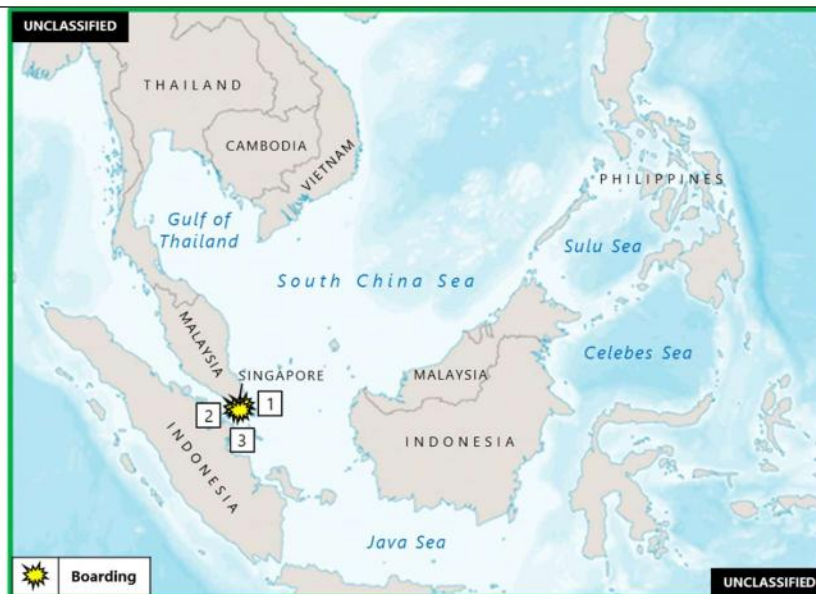 UNCLASSIFIED
THAILAND
CAMBODIA
VIETNAM
PHILIPPINES
Gulf of
Thailand
Sulu Sea
South China Sea
MALAYSIA
Celebes Sea
SINGAPORE
MALAYSIA
1
2
3
INDONESIA
INDONESIA
Java Sea
Boarding
UNCLASSIFIED